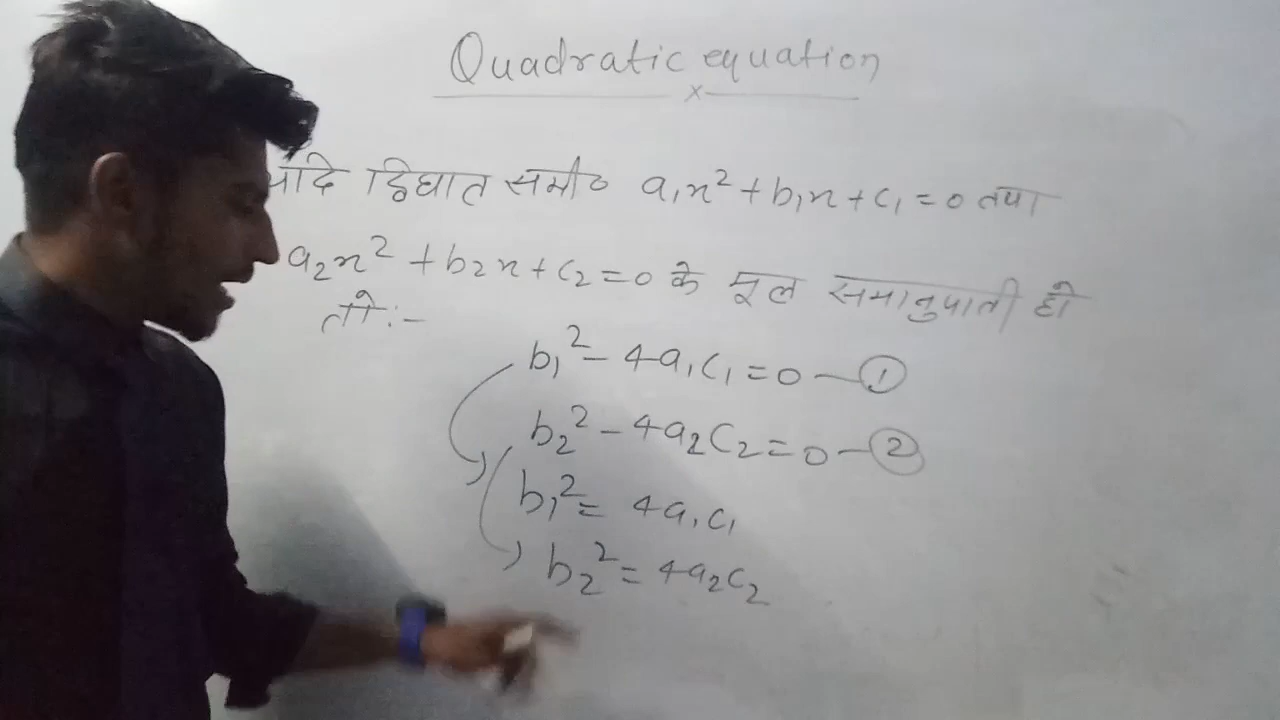 Quadratic equation
यदि द्विघात समी० a₁x² + b₁x + c₁ = 0 तथा
a₂x² + b₂x + c₂ = 0 के मूल समानुपाती हो
तो :-
b₁² - 4a₁c₁ = 0 — ①
b₂² - 4a₂c₂ = 0 — ②
b₁² = 4a₁c₁
b₂² = 4a₂c₂